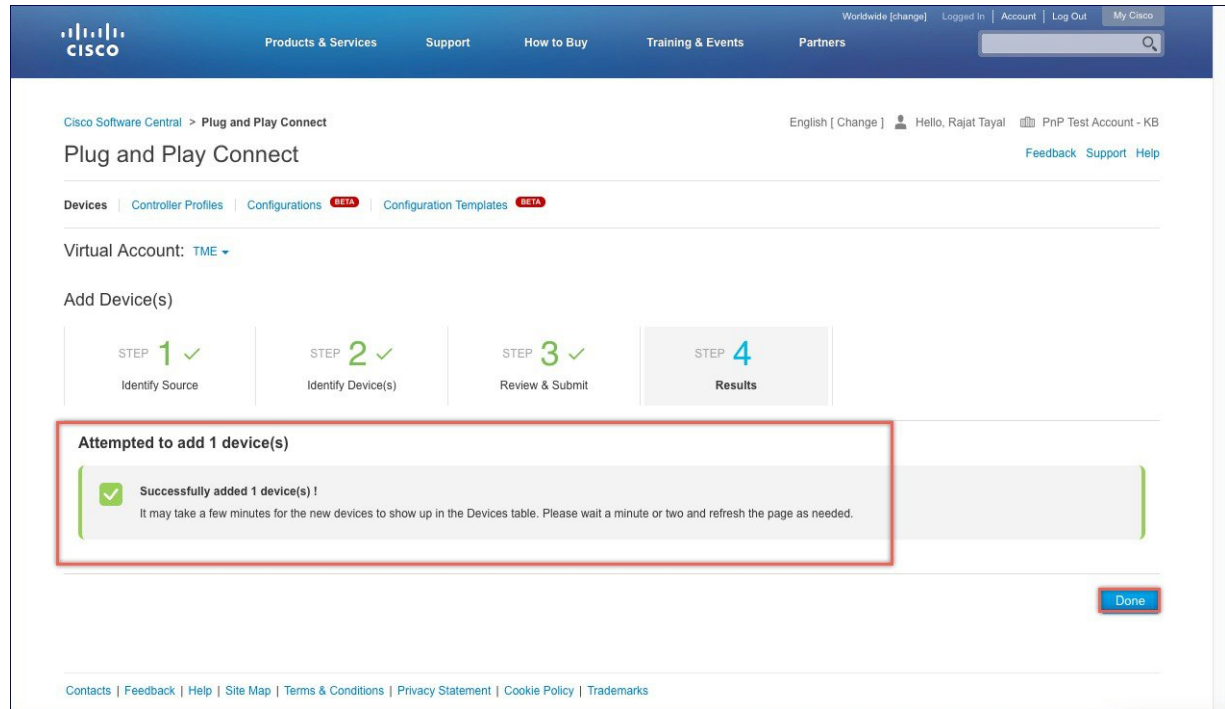 Worldwide [change] Logged In | Account | Log Out My Cisco
CISCO Products & Services Support How to Buy Training & Events Partners
Cisco Software Central > Plug and Play Connect English [ Change ] Hello, Rajat Tayal PnP Test Account - KB
Plug and Play Connect Feedback Support Help
Devices | Controller Profiles | Configurations BETA | Configuration Templates BETA
Virtual Account: TME
Add Device(s)
STEP 1 STEP 2 STEP 3 STEP 4
Identify Source Identify Device(s) Review & Submit Results
Attempted to add 1 device(s)
Successfully added 1 device(s) !
It may take a few minutes for the new devices to show up in the Devices table. Please wait a minute or two and refresh the page as needed.
Done
Contacts | Feedback | Help | Site Map | Terms & Conditions | Privacy Statement | Cookie Policy | Trademarks